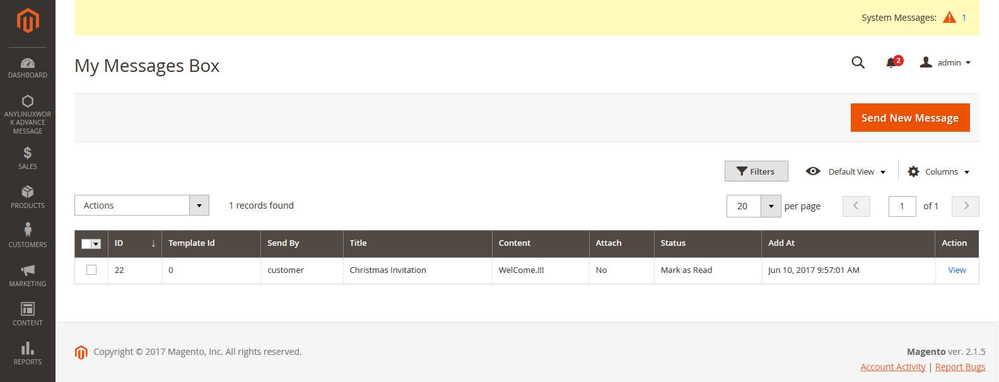 System Messages: 1
My Messages Box
2
admin
DASHBOARD
ANYLINUXWOR
K ADVANCE
MESSAGE
SALES
PRODUCTS
CUSTOMERS
MARKETING
CONTENT
REPORTS
Send New Message
Filters
Default View
Columns
Actions
1 records found
20
per page
1
of 1
ID ↓ Template Id Send By Title Content Attach Status Add At Action
22 0 customer Christmas Invitation WelCome.!!! No Mark as Read Jun 10, 2017 9:57:01 AM View
Copyright © 2017 Magento, Inc. All rights reserved.
Magento ver. 2.1.5
Account Activity | Report Bugs